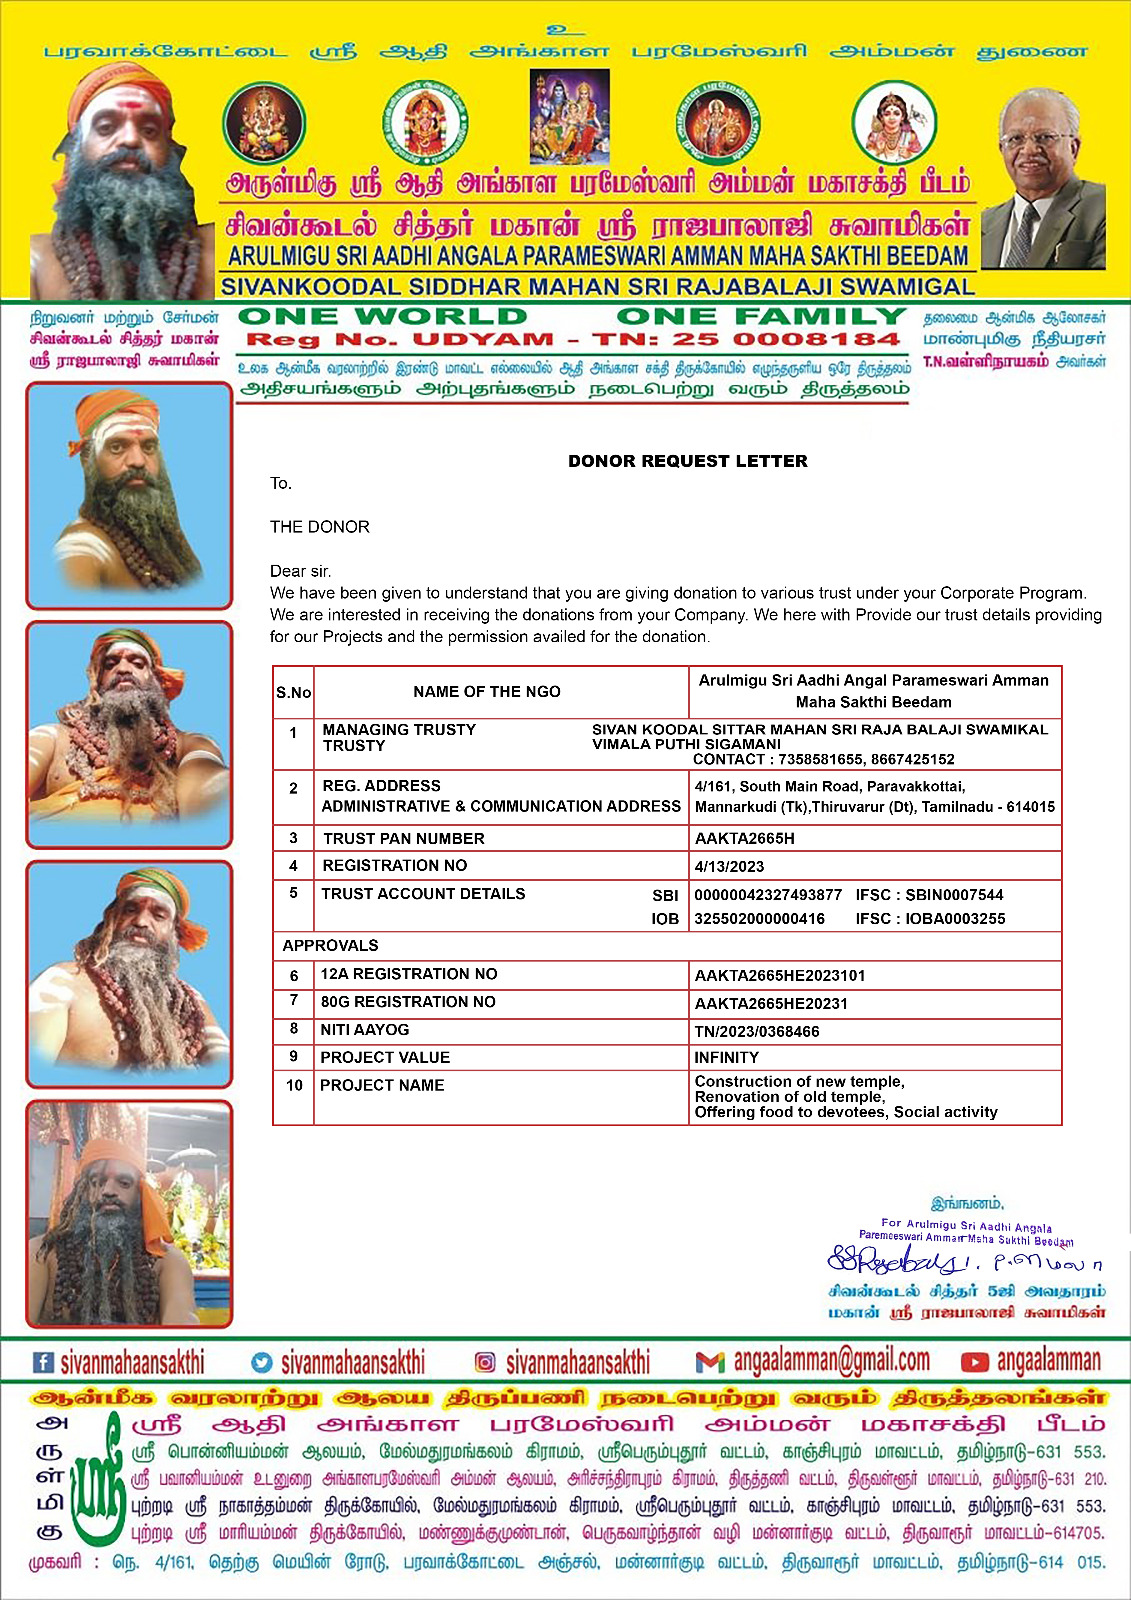 உ
பரவாக்கோட்டை ஸ்ரீ ஆதி அங்காள பரமேஸ்வரி அம்மன் துணை
அருள்மிகு ஸ்ரீ ஆதி அங்காள பரமேஸ்வரி அம்மன் மகாசக்தி பீடம்
சிவன்கூடல் சித்தர் மகான் ஸ்ரீ ராஜபாலாஜி சுவாமிகள்
ARULMIGU SRI AADHI ANGALA PARAMESWARI AMMAN MAHA SAKTHI BEEDAM
SIVANKOODAL SIDDHAR MAHAN SRI RAJABALAJI SWAMIGAL
நிறுவனர் மற்றும் சேர்மன்
சிவன்கூடல் சித்தர் மகான்
ஸ்ரீ ராஜபாலாஜி சுவாமிகள்
ONE WORLD ONE FAMILY
Reg No. UDYAM - TN: 25 0008184
உலக ஆன்மீக வரலாற்றில் இரண்டு மாவட்ட எல்லையில் ஆதி அங்காள சக்தி திருக்கோயில் எழுந்தருளிய ஒரே திருத்தலம்
அதிசயங்களும் அற்புதங்களும் நடைபெற்று வரும் திருத்தலம்
தலைமை ஆன்மிக ஆலோசகர்
மாண்புமிகு நீதியரசர்
T.N.வள்ளிநாயகம் அவர்கள்
DONOR REQUEST LETTER
To.
THE DONOR
Dear sir.
We have been given to understand that you are giving donation to various trust under your Corporate Program.
We are interested in receiving the donations from your Company. We here with Provide our trust details providing
for our Projects and the permission availed for the donation.
S.No NAME OF THE NGO Arulmigu Sri Aadhi Angal Parameswari Amman
Maha Sakthi Beedam
1 MANAGING TRUSTY SIVAN KOODAL SITTAR MAHAN SRI RAJA BALAJI SWAMIKAL
TRUSTY VIMALA PUTHI SIGAMANI
CONTACT : 7358581655, 8667425152
2 REG. ADDRESS 4/161, South Main Road, Paravakkottai,
ADMINISTRATIVE & COMMUNICATION ADDRESS Mannarkudi (Tk),Thiruvarur (Dt), Tamilnadu - 614015
3 TRUST PAN NUMBER AAKTA2665H
4 REGISTRATION NO 4/13/2023
5 TRUST ACCOUNT DETAILS SBI 00000042327493877 IFSC : SBIN0007544
IOB 325502000000416 IFSC : IOBA0003255
APPROVALS
6 12A REGISTRATION NO AAKTA2665HE2023101
7 80G REGISTRATION NO AAKTA2665HE20231
8 NITI AAYOG TN/2023/0368466
9 PROJECT VALUE INFINITY
10 PROJECT NAME Construction of new temple,
Renovation of old temple,
Offering food to devotees, Social activity
இங்ஙனம்,
For Arulmigu Sri Aadhi Angala
Paremeeswari Amman Maha Sukthi Beedam
சிவன்கூடல் சித்தர் 5ஜி அவதாரம்
மகான் ஸ்ரீ ராஜபாலாஜி சுவாமிகள்
sivanmahaansakthi sivanmahaansakthi sivanmahaansakthi angaalamman@gmail.com angaalamman
ஆன்மீக வரலாற்று ஆலய திருப்பணி நடைபெற்று வரும் திருத்தலங்கள்
அருள்மிகு ஸ்ரீ
ஸ்ரீ ஆதி அங்காள பரமேஸ்வரி அம்மன் மகாசக்தி பீடம்
ஸ்ரீ பொன்னியம்மன் ஆலயம், மேல்மதுரமங்கலம் கிராமம், ஸ்ரீபெரும்புதூர் வட்டம், காஞ்சிபுரம் மாவட்டம், தமிழ்நாடு-631 553.
ஸ்ரீ பவானியம்மன் உடனுறை அங்காளபரமேஸ்வரி அம்மன் ஆலயம், அரிச்சந்திராபுரம் கிராமம், திருத்தணி வட்டம், திருவள்ளூர் மாவட்டம், தமிழ்நாடு-631 210.
புற்றடி ஸ்ரீ நாகாத்தம்மன் திருக்கோயில், மேல்மதுரமங்கலம் கிராமம், ஸ்ரீபெரும்புதூர் வட்டம், காஞ்சிபுரம் மாவட்டம், தமிழ்நாடு-631 553.
புற்றடி ஸ்ரீ மாரியம்மன் திருக்கோயில், மண்ணுக்குமுண்டான், பெருகவாழ்ந்தான் வழி மன்னார்குடி வட்டம், திருவாரூர் மாவட்டம்-614705.
முகவரி : நெ. 4/161, தெற்கு மெயின் ரோடு, பரவாக்கோட்டை அஞ்சல், மன்னார்குடி வட்டம், திருவாரூர் மாவட்டம், தமிழ்நாடு-614 015.